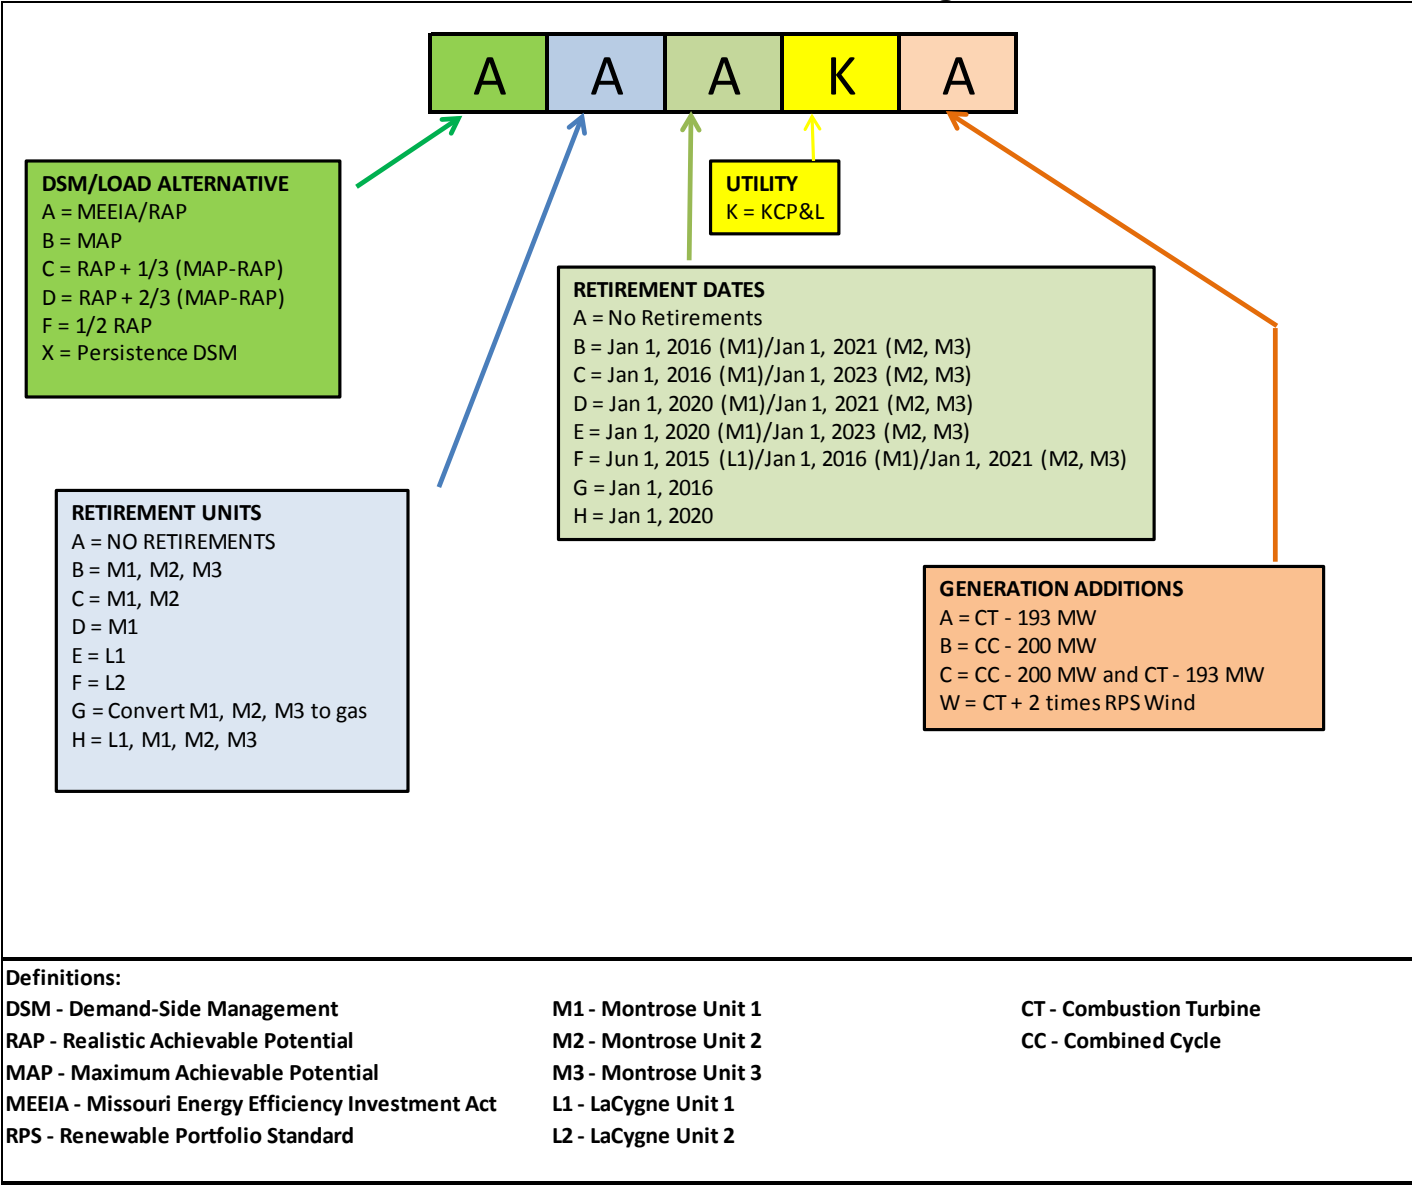 A A A K A
DSM/LOAD ALTERNATIVE
A = MEEIA/RAP
B = MAP
C = RAP + 1/3 (MAP-RAP)
D = RAP + 2/3 (MAP-RAP)
F = 1/2 RAP
X = Persistence DSM
UTILITY
K = KCP&L
RETIREMENT DATES
A = No Retirements
B = Jan 1, 2016 (M1)/Jan 1, 2021 (M2, M3)
C = Jan 1, 2016 (M1)/Jan 1, 2023 (M2, M3)
D = Jan 1, 2020 (M1)/Jan 1, 2021 (M2, M3)
E = Jan 1, 2020 (M1)/Jan 1, 2023 (M2, M3)
F = Jun 1, 2015 (L1)/Jan 1, 2016 (M1)/Jan 1, 2021 (M2, M3)
G = Jan 1, 2016
H = Jan 1, 2020
RETIREMENT UNITS
A = NO RETIREMENTS
B = M1, M2, M3
C = M1, M2
D = M1
E = L1
F = L2
G = Convert M1, M2, M3 to gas
H = L1, M1, M2, M3
GENERATION ADDITIONS
A = CT - 193 MW
B = CC - 200 MW
C = CC - 200 MW and CT - 193 MW
W = CT + 2 times RPS Wind
Definitions:
DSM - Demand-Side Management
RAP - Realistic Achievable Potential
MAP - Maximum Achievable Potential
MEEIA - Missouri Energy Efficiency Investment Act
RPS - Renewable Portfolio Standard
M1 - Montrose Unit 1
M2 - Montrose Unit 2
M3 - Montrose Unit 3
L1 - LaCygne Unit 1
L2 - LaCygne Unit 2
CT - Combustion Turbine
CC - Combined Cycle